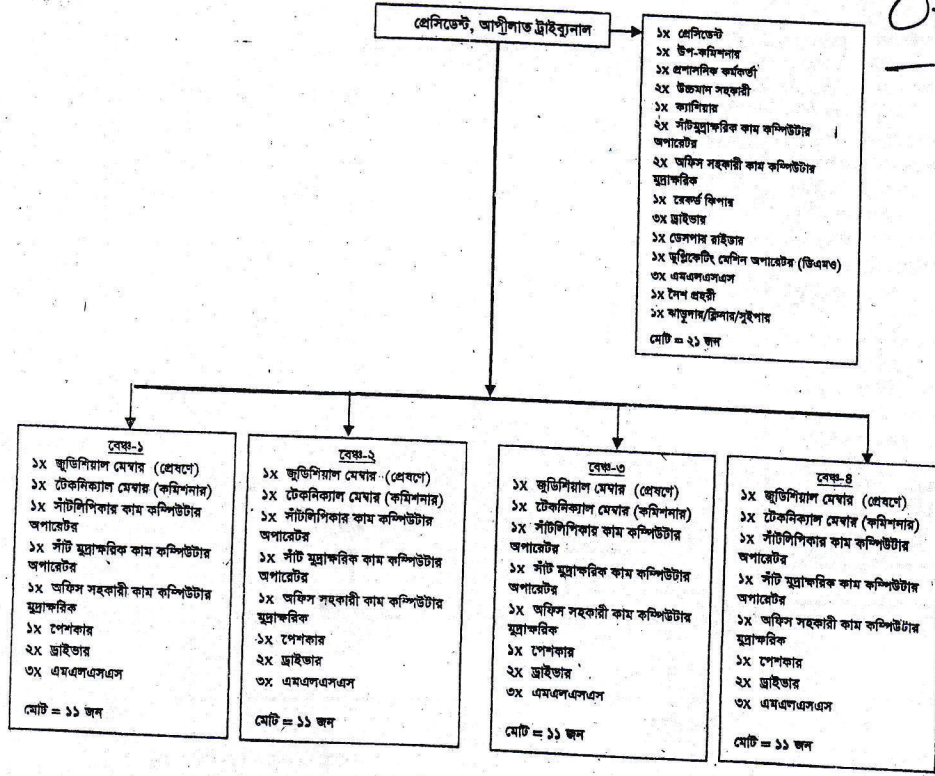 প্রেসিডেন্ট, আপীলাত ট্রাইব্যুনাল
১x প্রেসিডেন্ট
১x উপ-কমিশনার
১x প্রশাসনিক কর্মকর্তা
২x উচ্চমান সহকারী
১x ক্যাশিয়ার
২x সাঁটমুদ্রাক্ষরিক কাম কম্পিউটার
অপারেটর
২x অফিস সহকারী কাম কম্পিউটার
মুদ্রাক্ষরিক
১x রেকর্ড কিপার
৩x ড্রাইভার
১x ডেসপাচ রাইডার
১x ডুপ্লিকেটিং মেশিন অপারেটর (ডিএমও)
৩x এমএলএসএস
১x নৈশ প্রহরী
১x ঝাড়ুদার/ক্লিনার/সুইপার
মোট = ২১ জন
বেঞ্চ-১
১x জুডিশিয়াল মেম্বার (প্রেষণে)
১x টেকনিক্যাল মেম্বার (কমিশনার)
১x সাঁটলিপিকার কাম কম্পিউটার
অপারেটর
১x সাঁট মুদ্রাক্ষরিক কাম কম্পিউটার
অপারেটর
১x অফিস সহকারী কাম কম্পিউটার
মুদ্রাক্ষরিক
১x পেশকার
২x ড্রাইভার
৩x এমএলএসএস
মোট = ১১ জন
বেঞ্চ-২
১x জুডিশিয়াল মেম্বার (প্রেষণে)
১x টেকনিক্যাল মেম্বার (কমিশনার)
১x সাঁটলিপিকার কাম কম্পিউটার
অপারেটর
১x সাঁট মুদ্রাক্ষরিক কাম কম্পিউটার
অপারেটর
১x অফিস সহকারী কাম কম্পিউটার
মুদ্রাক্ষরিক
১x পেশকার
২x ড্রাইভার
৩x এমএলএসএস
মোট = ১১ জন
বেঞ্চ-৩
১x জুডিশিয়াল মেম্বার (প্রেষণে)
১x টেকনিক্যাল মেম্বার (কমিশনার)
১x সাঁটলিপিকার কাম কম্পিউটার
অপারেটর
১x সাঁট মুদ্রাক্ষরিক কাম কম্পিউটার
অপারেটর
১x অফিস সহকারী কাম কম্পিউটার
মুদ্রাক্ষরিক
১x পেশকার
২x ড্রাইভার
৩x এমএলএসএস
মোট = ১১ জন
বেঞ্চ-৪
১x জুডিশিয়াল মেম্বার (প্রেষণে)
১x টেকনিক্যাল মেম্বার (কমিশনার)
১x সাঁটলিপিকার কাম কম্পিউটার
অপারেটর
১x সাঁট মুদ্রাক্ষরিক কাম কম্পিউটার
অপারেটর
১x অফিস সহকারী কাম কম্পিউটার
মুদ্রাক্ষরিক
১x পেশকার
২x ড্রাইভার
৩x এমএলএসএস
মোট = ১১ জন